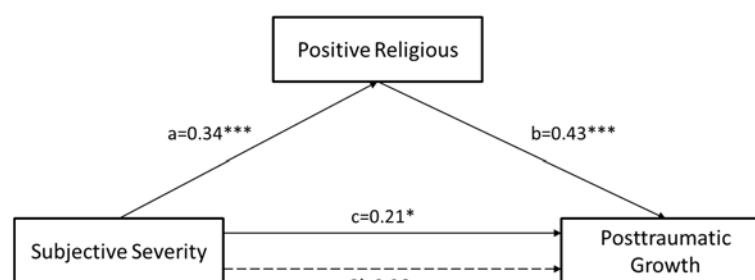 Positive Religious
a=0.34***
b=0.43***
c=0.21*
Subjective Severity
Posttraumatic
Growth